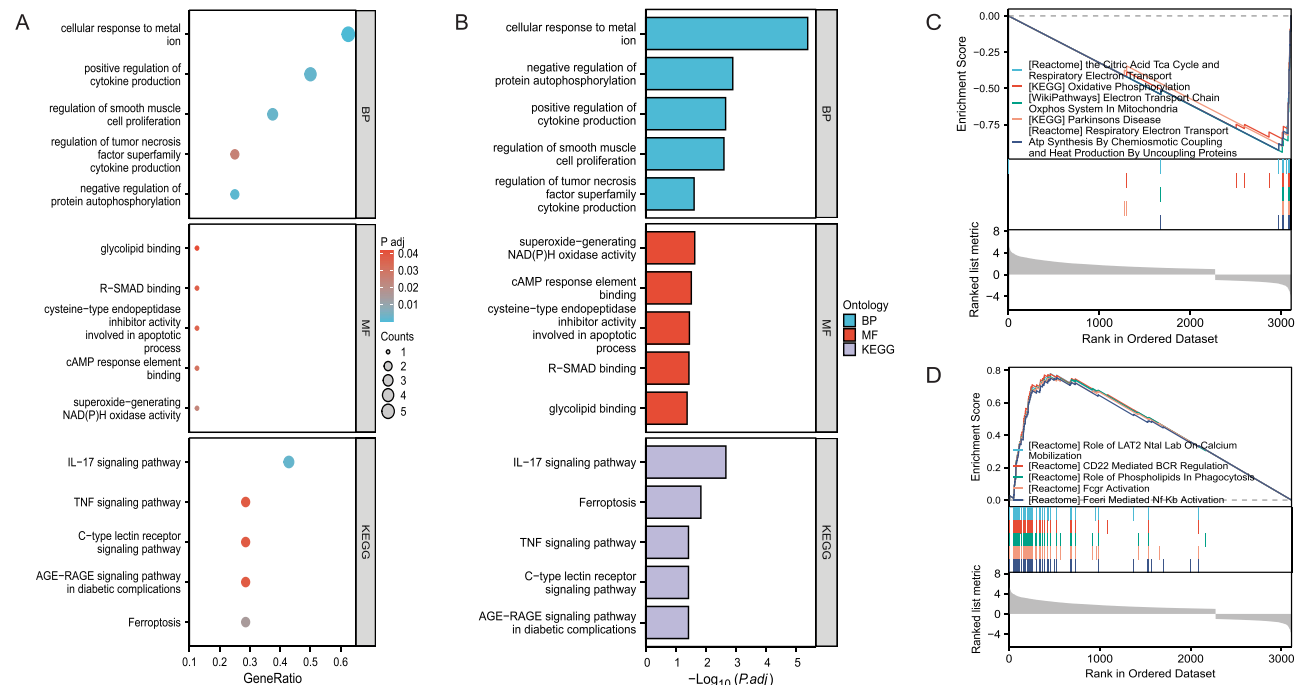 A
cellular response to metal
ion
positive regulation of
cytokine production
regulation of smooth muscle
cell proliferation
regulation of tumor necrosis
factor superfamily
cytokine production
negative regulation of
protein autophosphorylation
BP
glycolipid binding
R−SMAD binding
cysteine−type endopeptidase
inhibitor activity
involved in apoptotic
process
cAMP response element
binding
superoxide−generating
NAD(P)H oxidase activity
MF
IL−17 signaling pathway
TNF signaling pathway
C−type lectin receptor
signaling pathway
AGE−RAGE signaling pathway
in diabetic complications
Ferroptosis
KEGG
0.1 0.2 0.3 0.4 0.5 0.6
GeneRatio
P adj
0.04
0.03
0.02
0.01
Counts
1
2
3
4
5
B
cellular response to metal
ion
negative regulation of
protein autophosphorylation
positive regulation of
cytokine production
regulation of smooth muscle
cell proliferation
regulation of tumor necrosis
factor superfamily
cytokine production
BP
superoxide−generating
NAD(P)H oxidase activity
cAMP response element
binding
cysteine−type endopeptidase
inhibitor activity
involved in apoptotic
process
R−SMAD binding
glycolipid binding
MF
IL−17 signaling pathway
Ferroptosis
TNF signaling pathway
C−type lectin receptor
signaling pathway
AGE−RAGE signaling pathway
in diabetic complications
KEGG
0 1 2 3 4 5
−Log10 (P.adj)
Ontology
BP
MF
KEGG
C
0.00
−0.25
−0.50
−0.75
Enrichment Score
[Reactome] the Citric Acid Tca Cycle and
Respiratory Electron Transport
[KEGG] Oxidative Phosphorylation
[WikiPathways] Electron Transport Chain
Oxphos System In Mitochondria
[KEGG] Parkinsons Disease
[Reactome] Respiratory Electron Transport
Atp Synthesis By Chemiosmotic Coupling
and Heat Production By Uncoupling Proteins
8
4
0
−4
Ranked list metric
0 1000 2000 3000
Rank in Ordered Dataset
D
0.8
0.6
0.4
0.2
0.0
Enrichment Score
[Reactome] Role of LAT2 Ntal Lab On Calcium
Mobilization
[Reactome] CD22 Mediated BCR Regulation
[Reactome] Role of Phospholipids In Phagocytosis
[Reactome] Fcgr Activation
[Reactome] Fceri Mediated Nf Kb Activation
8
4
0
−4
Ranked list metric
0 1000 2000 3000
Rank in Ordered Dataset